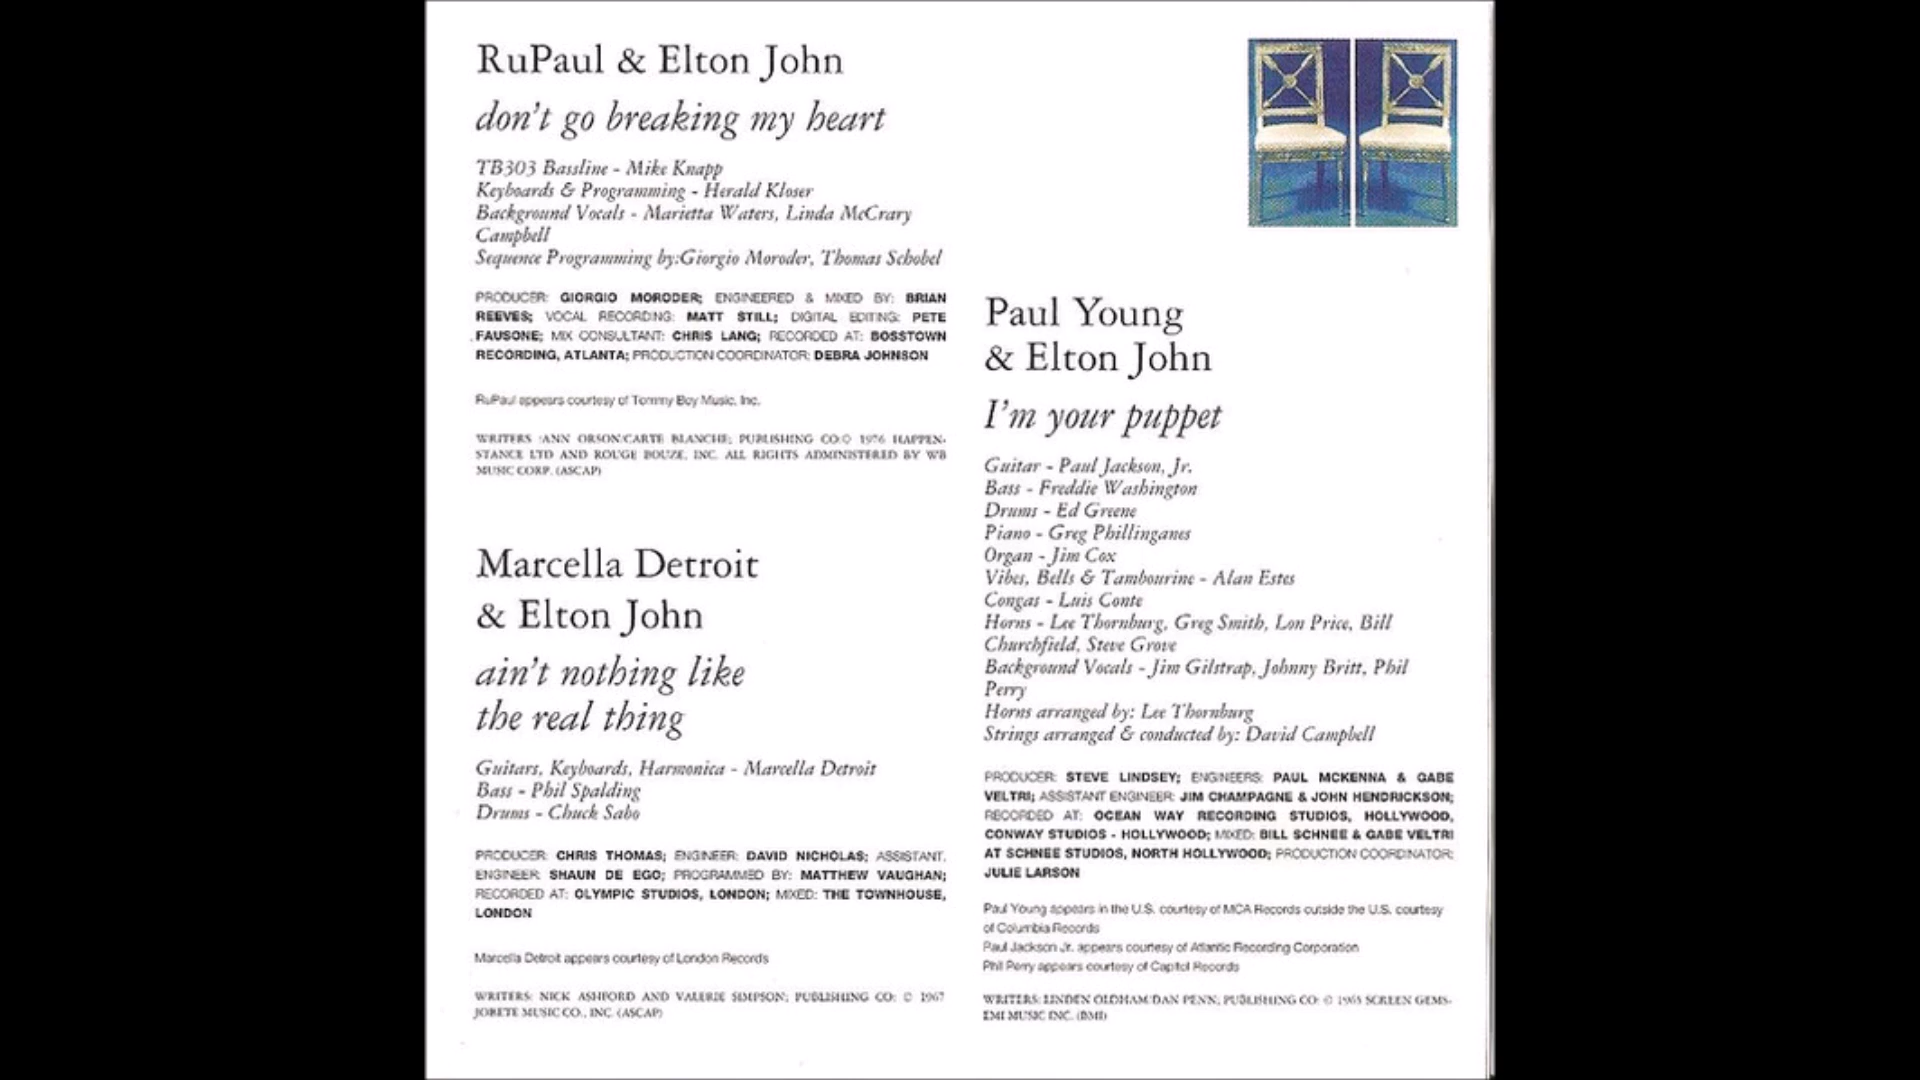 RuPaul & Elton John
don't go breaking my heart
TB303 Bassline - Mike Knapp
Keyboards & Programming - Herald Kloser
Background Vocals - Marietta Waters, Linda McCrary
Campbell
Sequence Programming by:Giorgio Moroder, Thomas Schobel
PRODUCER: GIORGIO MORODER; ENGINEERED & MIXED BY: BRIAN
REEVES; VOCAL RECORDING: MATT STILL; DIGITAL EDITING: PETE
FAUSONE; MIX CONSULTANT: CHRIS LANG; RECORDED AT: BOSSTOWN
RECORDING, ATLANTA; PRODUCTION COORDINATOR: DEBRA JOHNSON
RuPaul appears courtesy of Tommy Boy Music, Inc.
WRITERS :ANN ORSON/CARTE BLANCHE; PUBLISHING CO:© 1976 HAPPEN-
STANCE LTD AND ROUGE BOUZE, INC. ALL RIGHTS ADMINISTERED BY WB
MUSIC CORP. (ASCAP)
Marcella Detroit
& Elton John
ain't nothing like
the real thing
Guitars, Keyboards, Harmonica - Marcella Detroit
Bass - Phil Spalding
Drums - Chuck Sabo
PRODUCER: CHRIS THOMAS; ENGINEER: DAVID NICHOLAS; ASSISTANT.
ENGINEER: SHAUN DE EGO; PROGRAMMED BY: MATTHEW VAUGHAN;
RECORDED AT: OLYMPIC STUDIOS, LONDON; MIXED: THE TOWNHOUSE,
LONDON
Marcella Detroit appears courtesy of London Records
WRITERS: NICK ASHFORD AND VALERIE SIMPSON; PUBLISHING CO: © 1967
JOBETE MUSIC CO., INC. (ASCAP)
Paul Young
& Elton John
I'm your puppet
Guitar - Paul Jackson, Jr.
Bass - Freddie Washington
Drums - Ed Greene
Piano - Greg Phillinganes
Organ - Jim Cox
Vibes, Bells & Tambourine - Alan Estes
Congas - Luis Conte
Horns - Lee Thornburg, Greg Smith, Lon Price, Bill
Churchfield, Steve Grove
Background Vocals - Jim Gilstrap, Johnny Britt, Phil
Perry
Horns arranged by: Lee Thornburg
Strings arranged & conducted by: David Campbell
PRODUCER: STEVE LINDSEY; ENGINEERS: PAUL MCKENNA & GABE
VELTRI; ASSISTANT ENGINEER: JIM CHAMPAGNE & JOHN HENDRICKSON;
RECORDED AT: OCEAN WAY RECORDING STUDIOS, HOLLYWOOD,
CONWAY STUDIOS - HOLLYWOOD; MIXED: BILL SCHNEE & GABE VELTRI
AT SCHNEE STUDIOS, NORTH HOLLYWOOD; PRODUCTION COORDINATOR:
JULIE LARSON
Paul Young appears in the U.S. courtesy of MCA Records outside the U.S. courtesy
of Columbia Records
Paul Jackson Jr. appears courtesy of Atlantic Recording Corporation
Phil Perry appears courtesy of Capitol Records
WRITERS: LINDEN OLDHAM/DAN PENN; PUBLISHING CO: © 1965 SCREEN GEMS-
EMI MUSIC INC. (BMI)